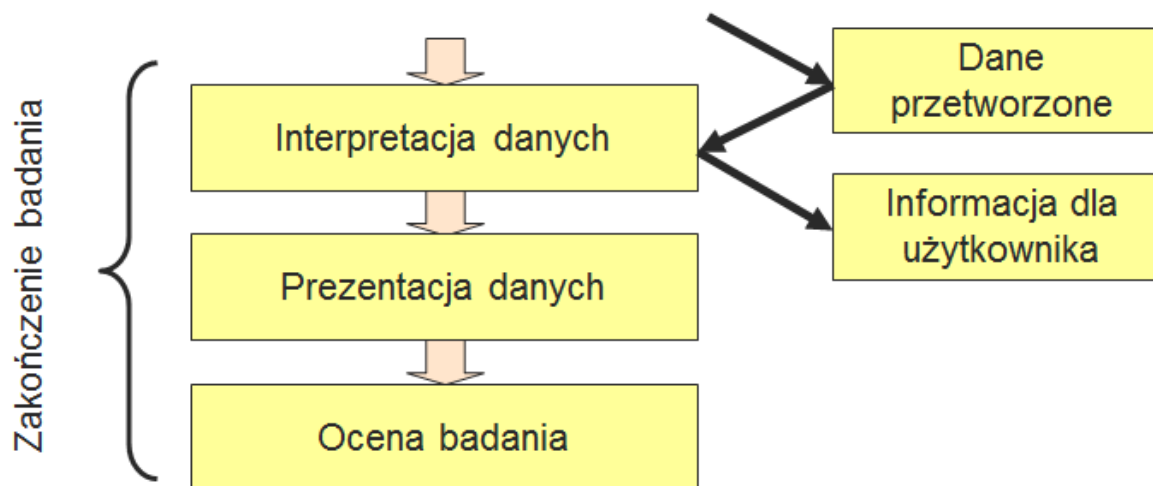 Zakończenie badania
Interpretacja danych
Prezentacja danych
Ocena badania
Dane
przetworzone
Informacja dla
użytkownika